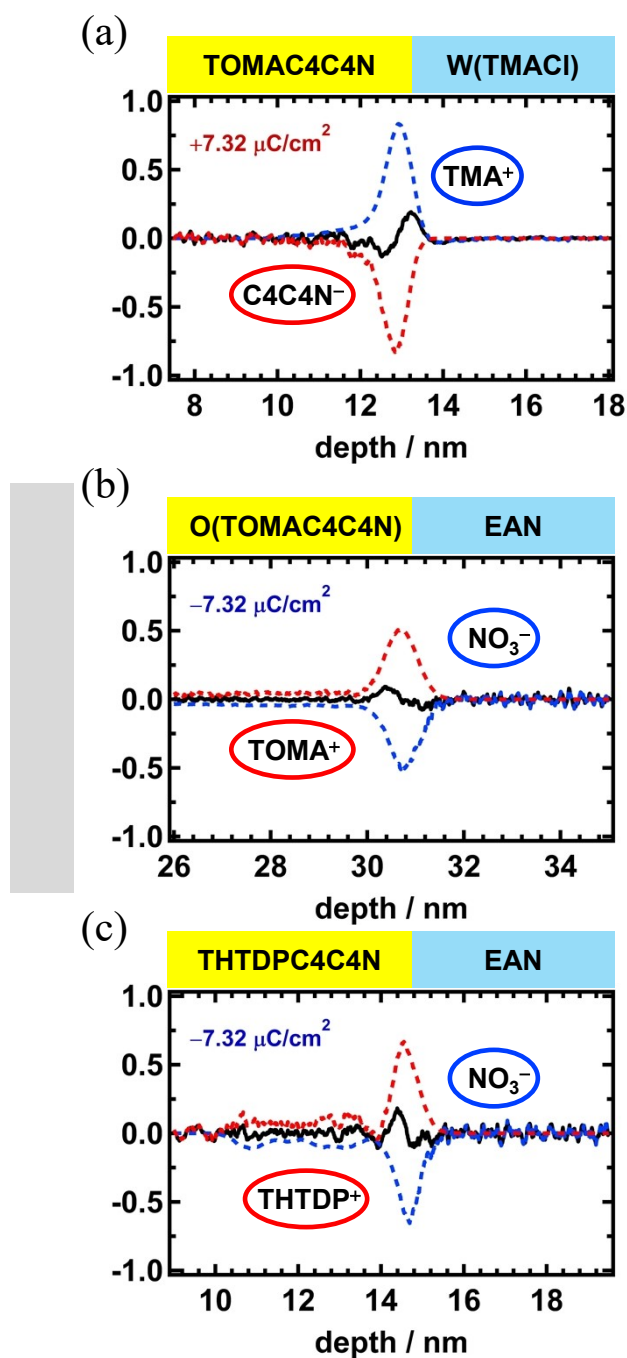 (a)
TOMAC4C4N W(TMACl)
1.0
+7.32 μC/cm²
TMA⁺
0.5
0.0
C4C4N⁻
-0.5
-1.0
8 10 12 14 16 18
depth / nm
(b)
O(TOMAC4C4N) EAN
1.0
−7.32 μC/cm²
NO₃⁻
0.5
0.0
TOMA⁺
-0.5
-1.0
26 28 30 32 34
depth / nm
(c)
THTDPC4C4N EAN
1.0
−7.32 μC/cm²
NO₃⁻
0.5
0.0
THTDP⁺
-0.5
-1.0
10 12 14 16 18
depth / nm